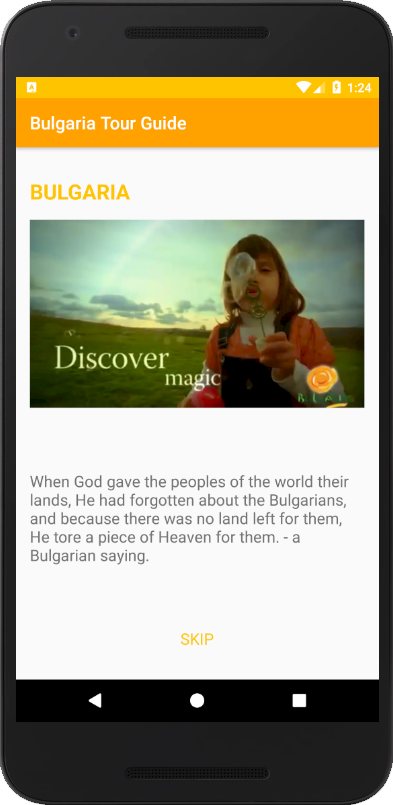 1:24
Bulgaria Tour Guide
BULGARIA
Discover
magic
When God gave the peoples of the world their
lands, He had forgotten about the Bulgarians,
and because there was no land left for them,
He tore a piece of Heaven for them. - a
Bulgarian saying.
SKIP